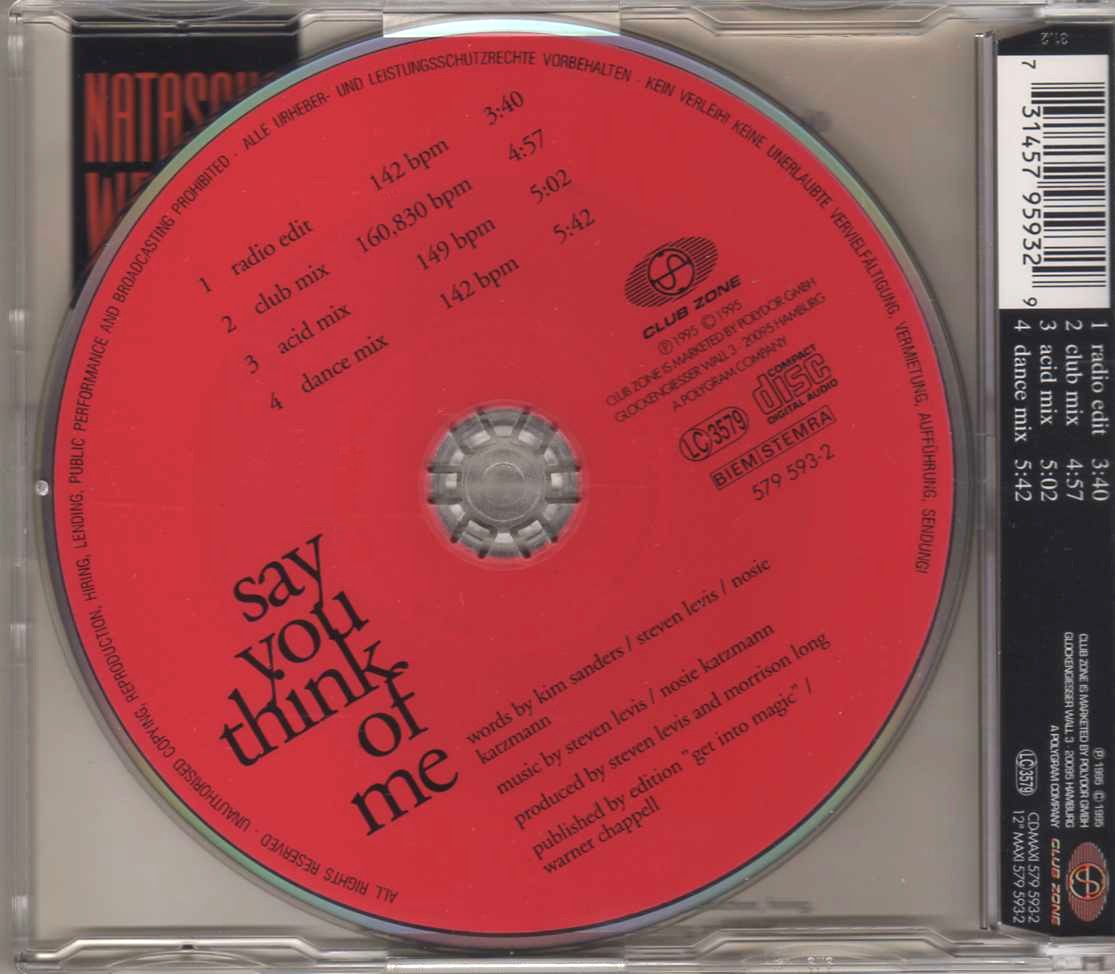 NATASCHA
ALL RIGHTS RESERVED · UNAUTHORISED COPYING, REPRODUCTION, HIRING, LENDING, PUBLIC PERFORMANCE AND BROADCASTING PROHIBITED · ALLE URHEBER- UND LEISTUNGSSCHUTZRECHTE VORBEHALTEN · KEIN VERLEIH! KEINE UNERLAUBTE VERVIELFÄLTIGUNG, VERMIETUNG, AUFFÜHRUNG, SENDUNG!
1 radio edit 142 bpm 3:40
2 club mix 160,830 bpm 4:57
3 acid mix 149 bpm 5:02
4 dance mix 142 bpm 5:42
CLUB ZONE
℗ 1995 © 1995
CLUB ZONE IS MARKETED BY POLYDOR GMBH
GLOCKENGIESSER WALL 3 · 20095 HAMBURG
A POLYGRAM COMPANY
COMPACT
disc
DIGITAL AUDIO
LC 3579
BIEM/STEMRA
579 593-2
say
you
think
of
me
words by kim sanders / steven levis / nosie
katzmann
music by steven levis / nosie katzmann
produced by steven levis and morrison long
published by edition "get into magic" /
warner chappell
31.2
7 31457 95932 9
1 radio edit 3:40
2 club mix 4:57
3 acid mix 5:02
4 dance mix 5:42
℗ 1995 © 1995
CLUB ZONE IS MARKETED BY POLYDOR GMBH
GLOCKENGIESSER WALL 3 · 20095 HAMBURG
A POLYGRAM COMPANY
CLUB ZONE
LC 3579
CD MAXI 579 593 2
12" MAXI 579 593 2